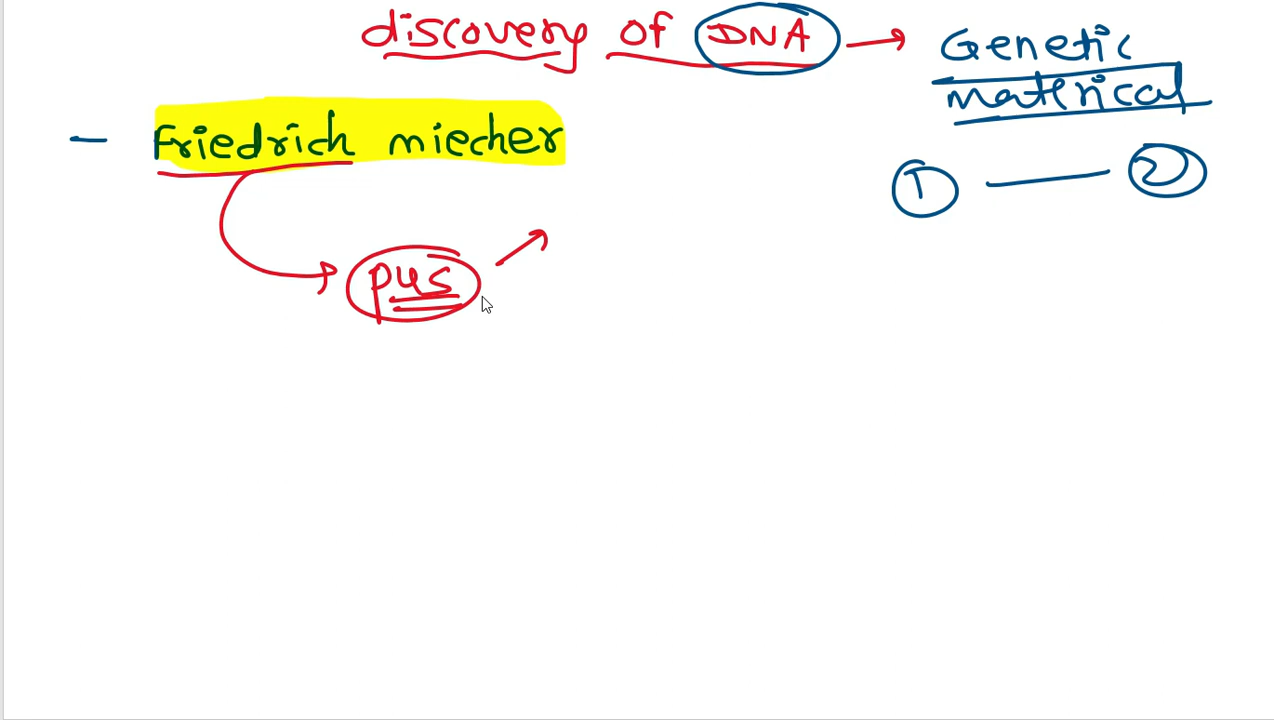 discovery of DNA → Genetic
material
- Friedrich miecher
① — ②
pus